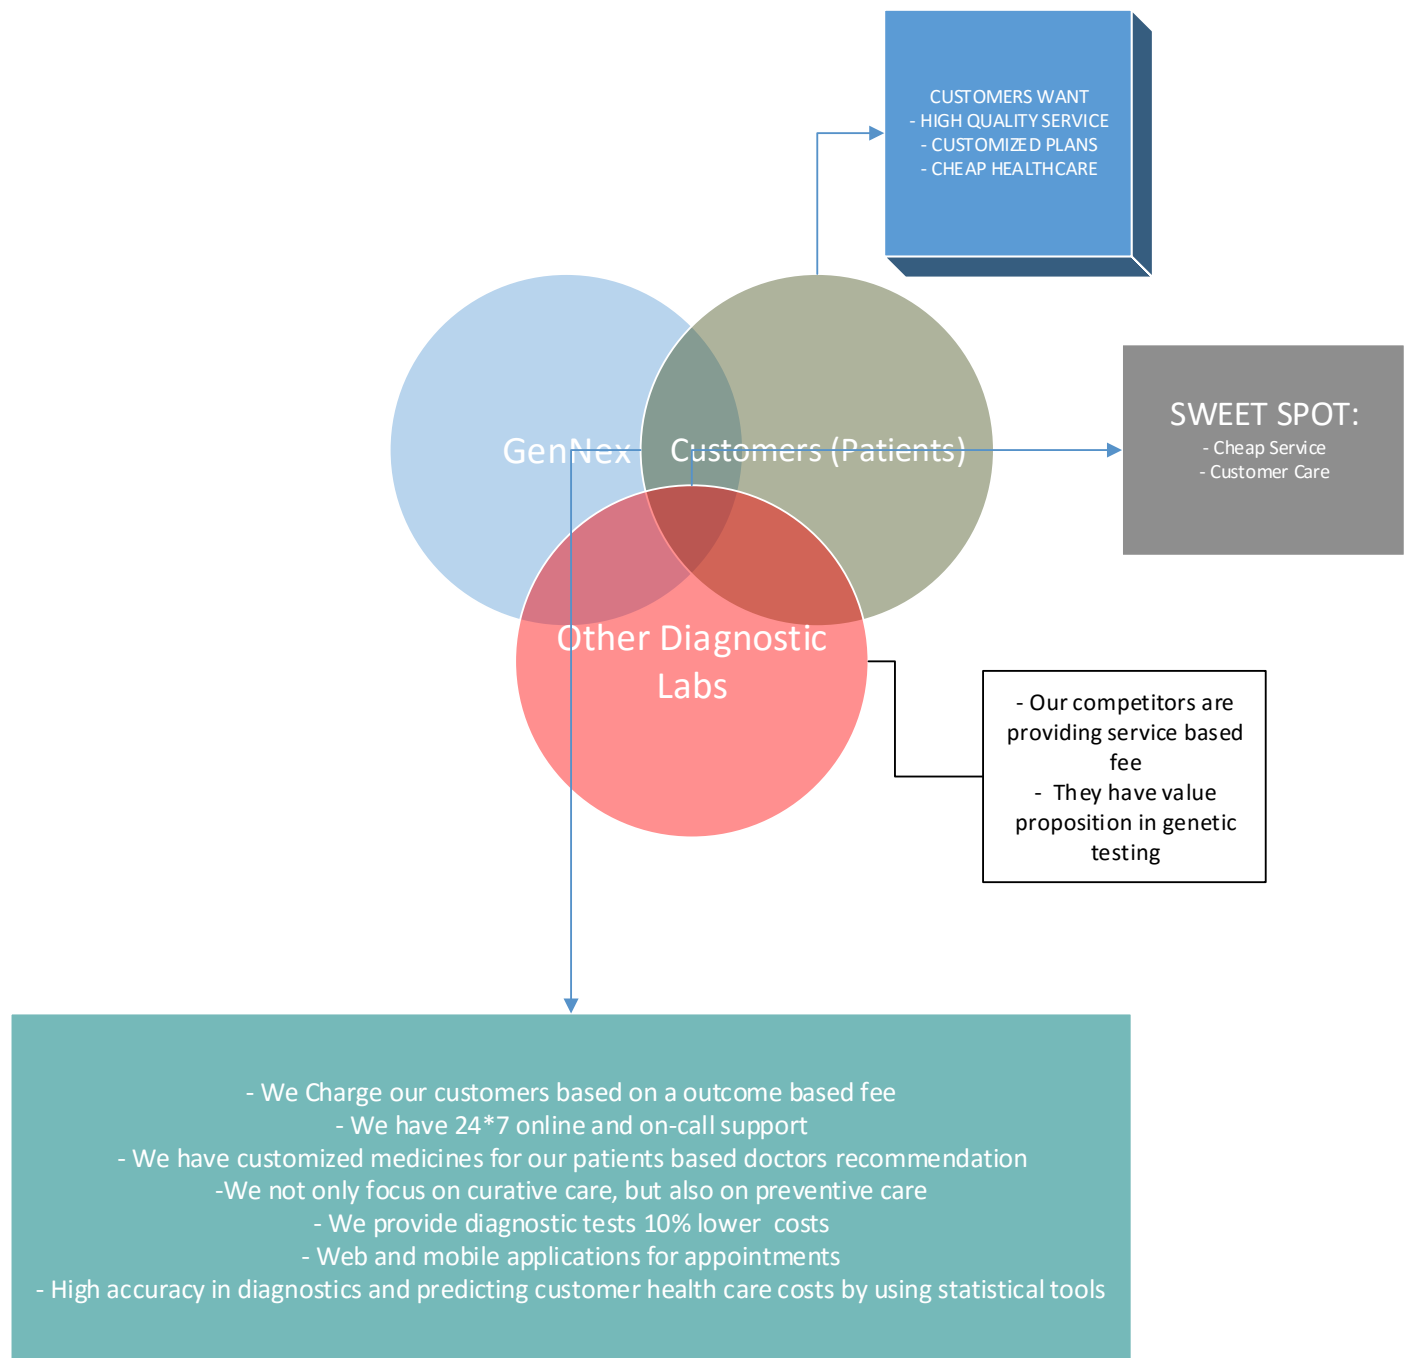 CUSTOMERS WANT
- HIGH QUALITY SERVICE
- CUSTOMIZED PLANS
- CHEAP HEALTHCARE
GenNex
Customers (Patients)
SWEET SPOT:
- Cheap Service
- Customer Care
Other Diagnostic
Labs
- Our competitors are
providing service based
fee
- They have value
proposition in genetic
testing
- We Charge our customers based on a outcome based fee
- We have 24*7 online and on-call support
- We have customized medicines for our patients based doctors recommendation
-We not only focus on curative care, but also on preventive care
- We provide diagnostic tests 10% lower costs
- Web and mobile applications for appointments
- High accuracy in diagnostics and predicting customer health care costs by using statistical tools